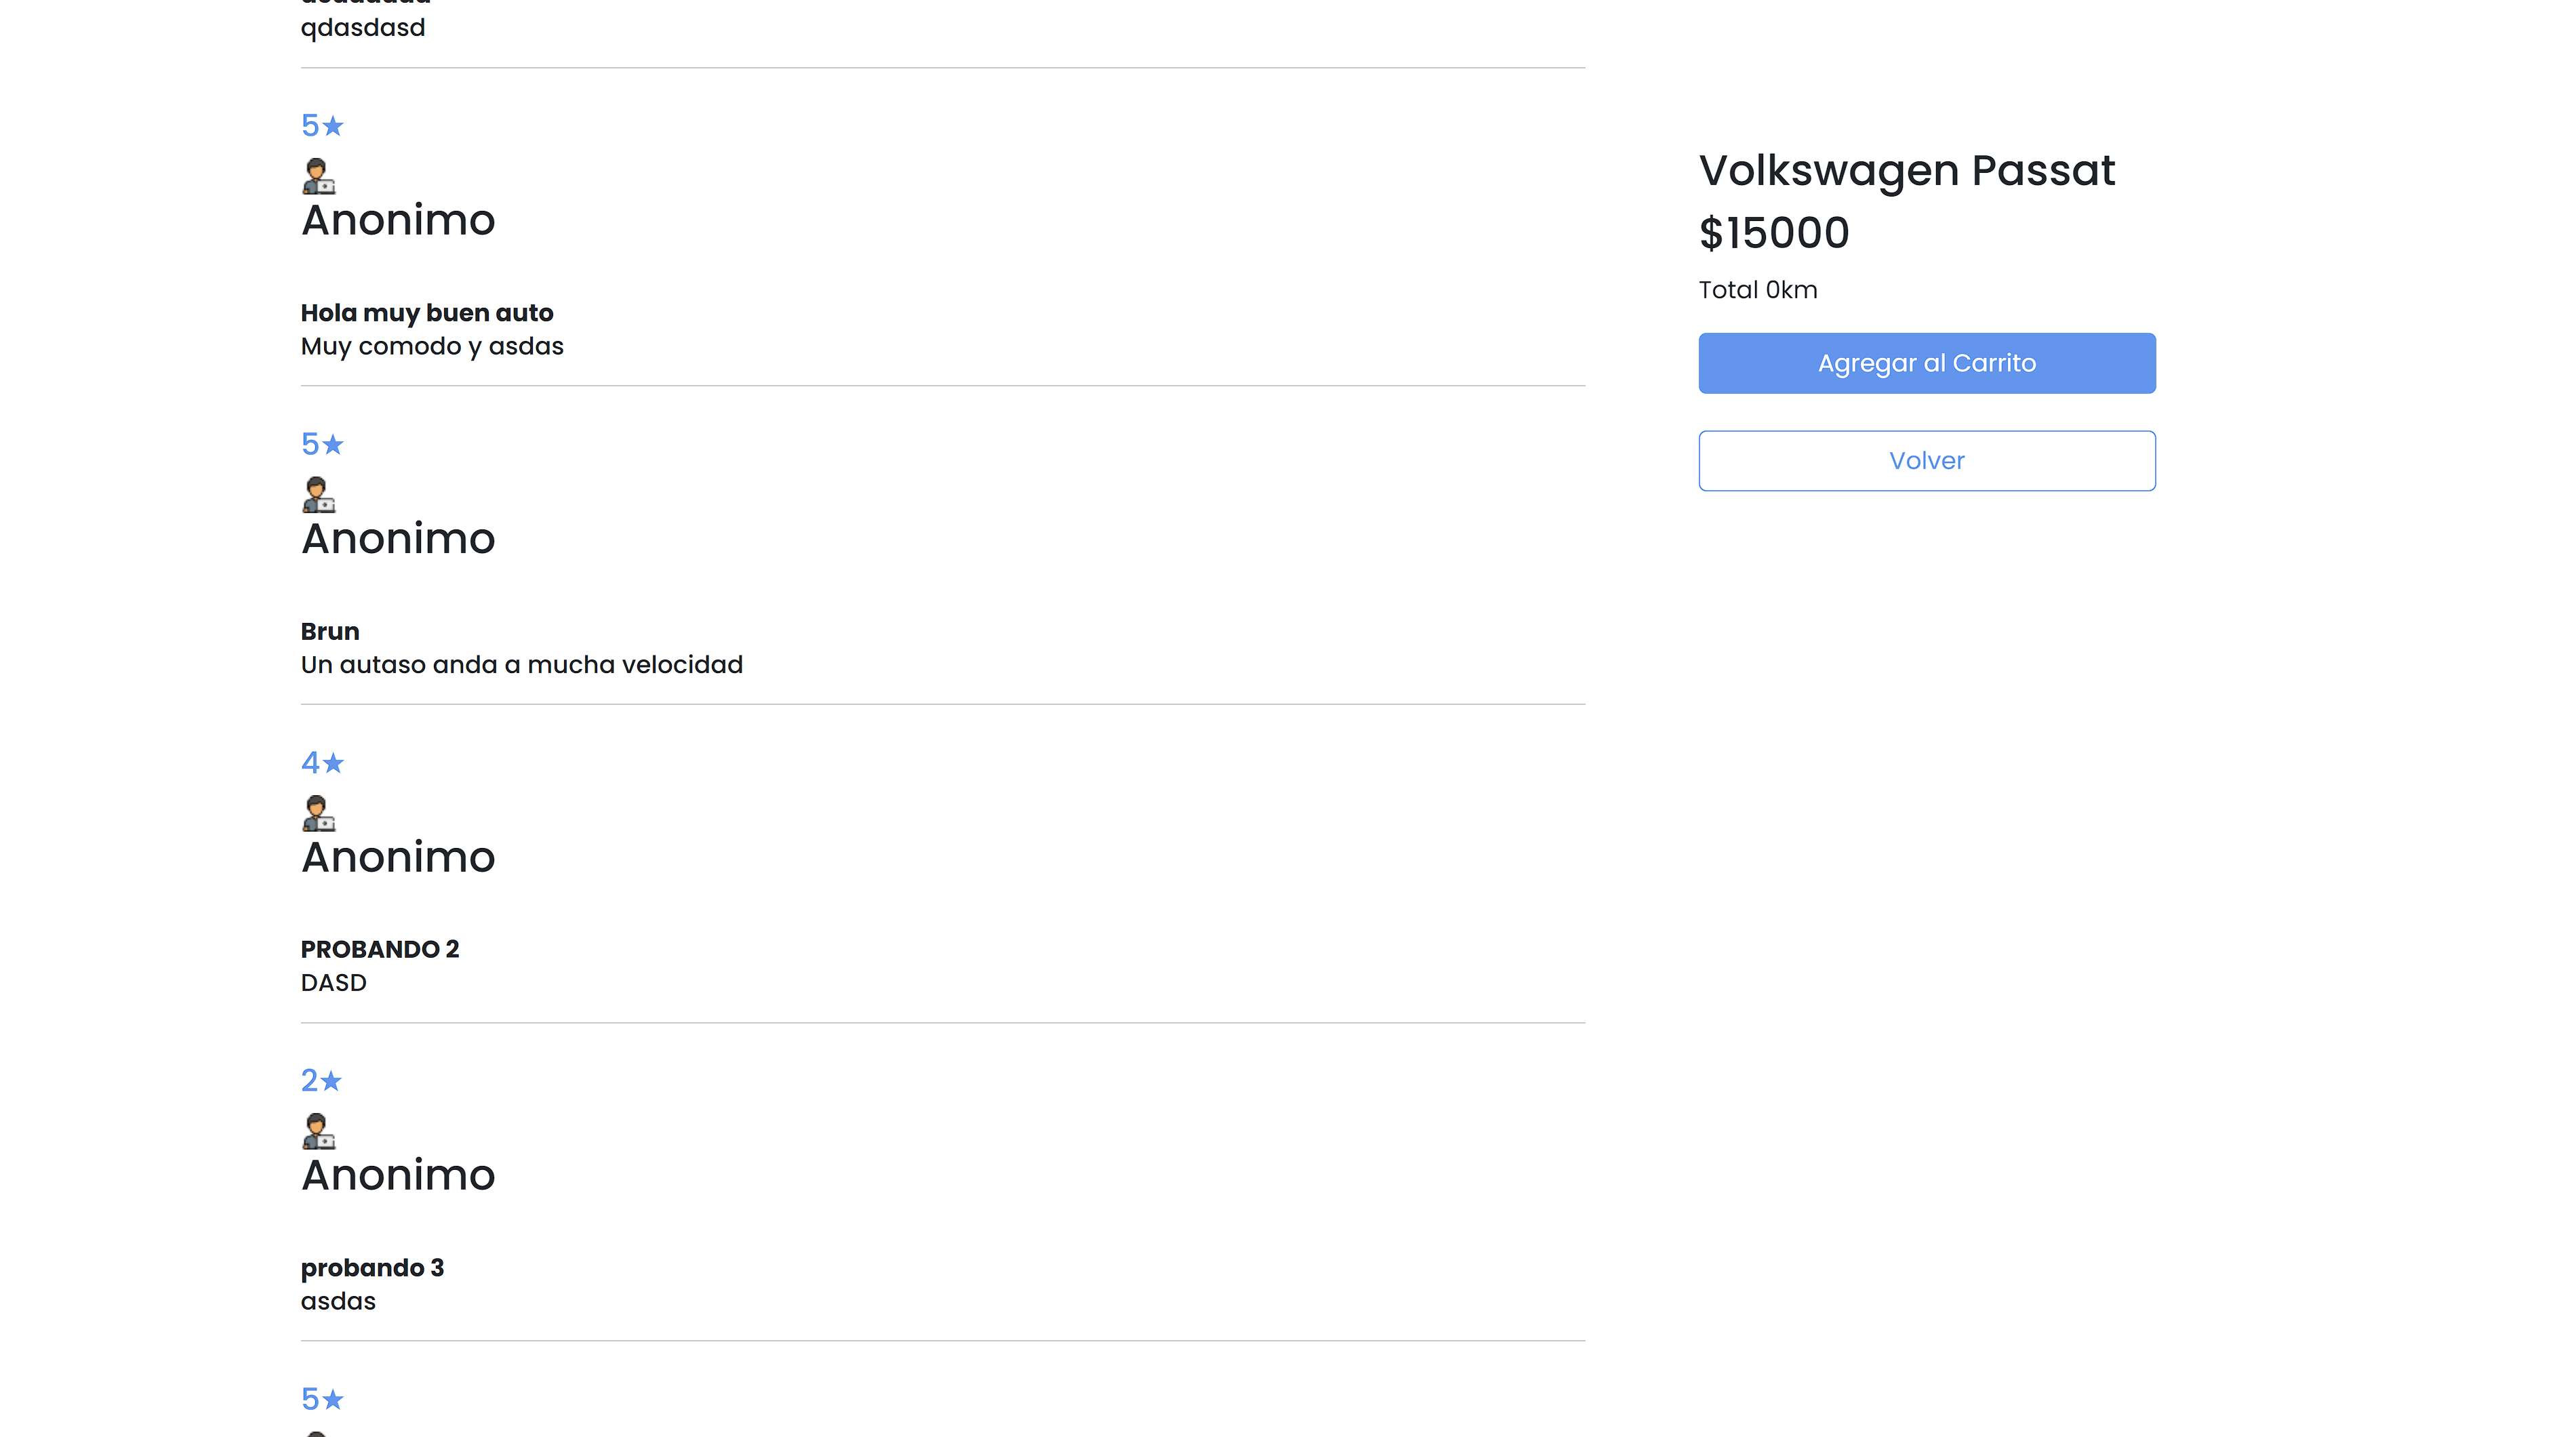 qdasdasd
5★
Anonimo
Hola muy buen auto
Muy comodo y asdas
5★
Anonimo
Brun
Un autaso anda a mucha velocidad
4★
Anonimo
PROBANDO 2
DASD
2★
Anonimo
probando 3
asdas
5★
Volkswagen Passat
$15000
Total 0km
Agregar al Carrito
Volver